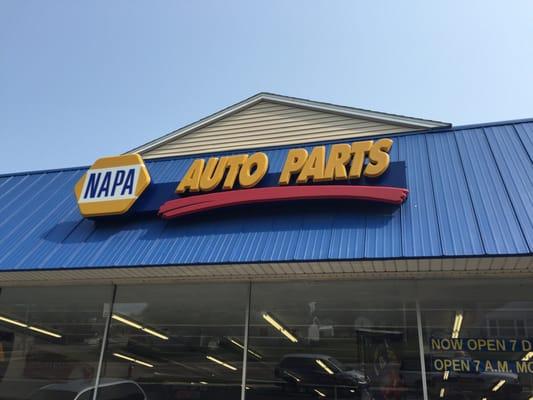 NAPA
AUTO PARTS
NOW OPEN 7 D
OPEN 7 A.M. MO